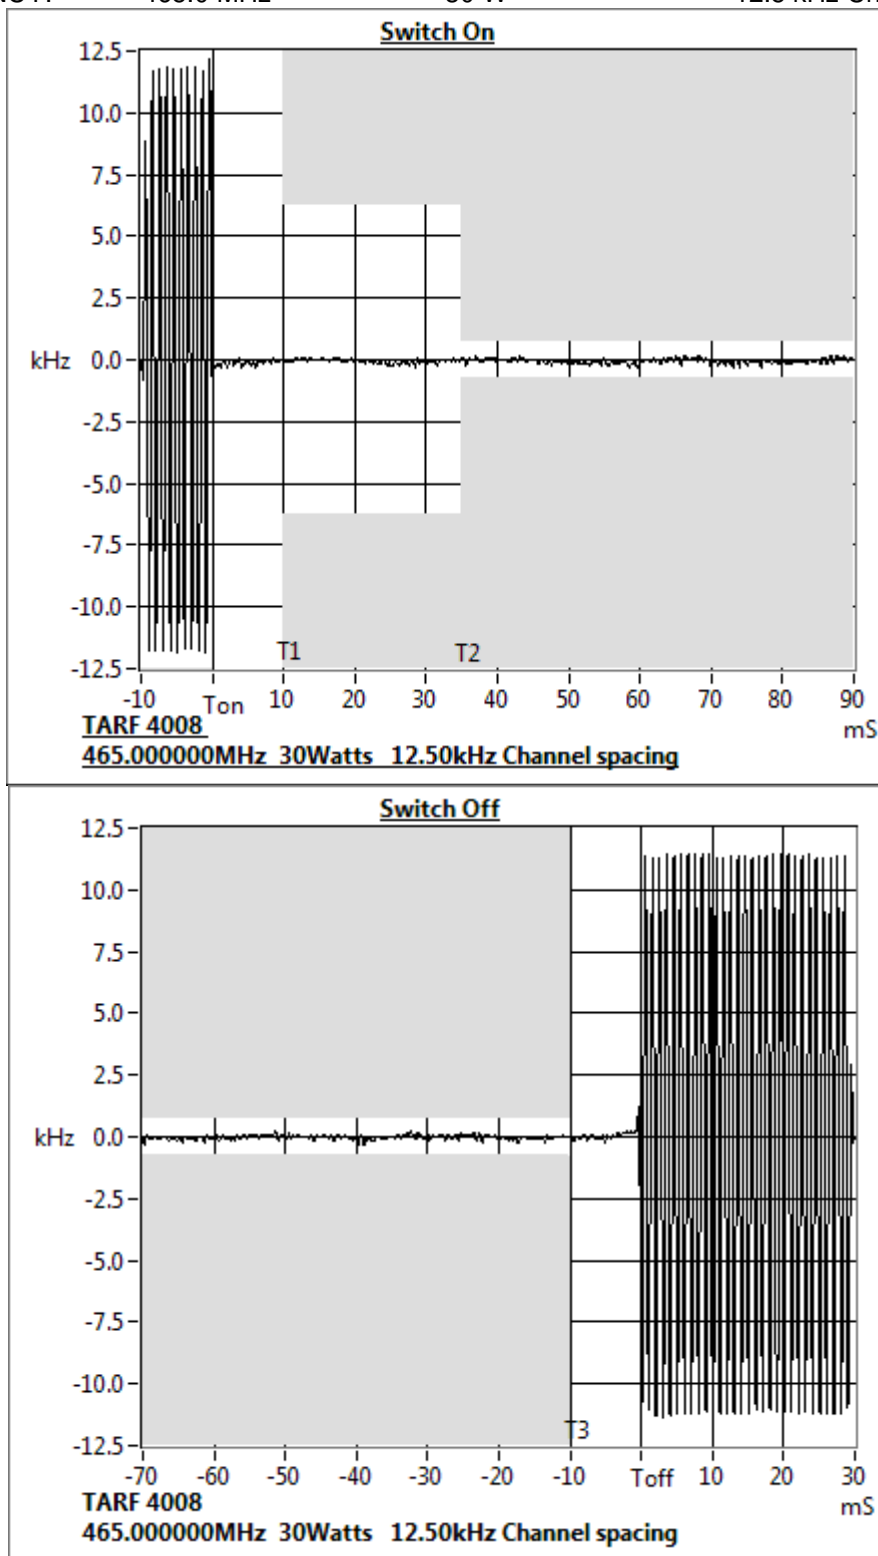 Switch On
12.5
10.0
7.5
5.0
2.5
kHz 0.0
-2.5
-5.0
-7.5
-10.0
-12.5
T1 T2
-10 Ton 10 20 30 40 50 60 70 80 90
mS
TARF 4008
465.000000MHz 30Watts 12.50kHz Channel spacing
Switch Off
12.5
10.0
7.5
5.0
2.5
kHz 0.0
-2.5
-5.0
-7.5
-10.0
-12.5
T3
-70 -60 -50 -40 -30 -20 -10 Toff 10 20 30
mS
TARF 4008
465.000000MHz 30Watts 12.50kHz Channel spacing